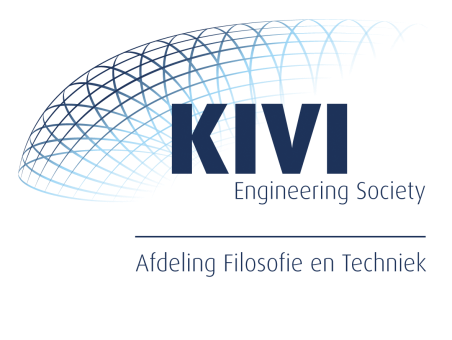 KIVI
Engineering Society
Afdeling Filosofie en Techniek